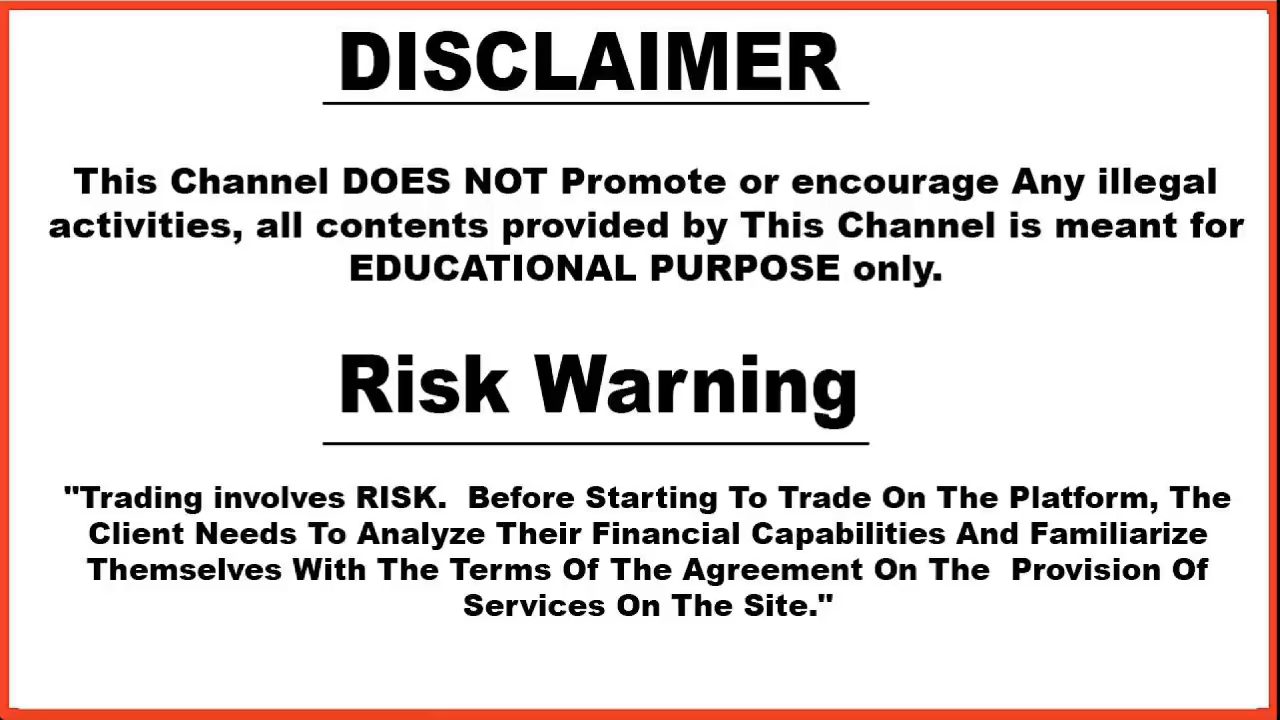 DISCLAIMER
This Channel DOES NOT Promote or encourage Any illegal
activities, all contents provided by This Channel is meant for
EDUCATIONAL PURPOSE only.
Risk Warning
"Trading involves RISK.  Before Starting To Trade On The Platform, The
Client Needs To Analyze Their Financial Capabilities And Familiarize
Themselves With The Terms Of The Agreement On The  Provision Of
Services On The Site."